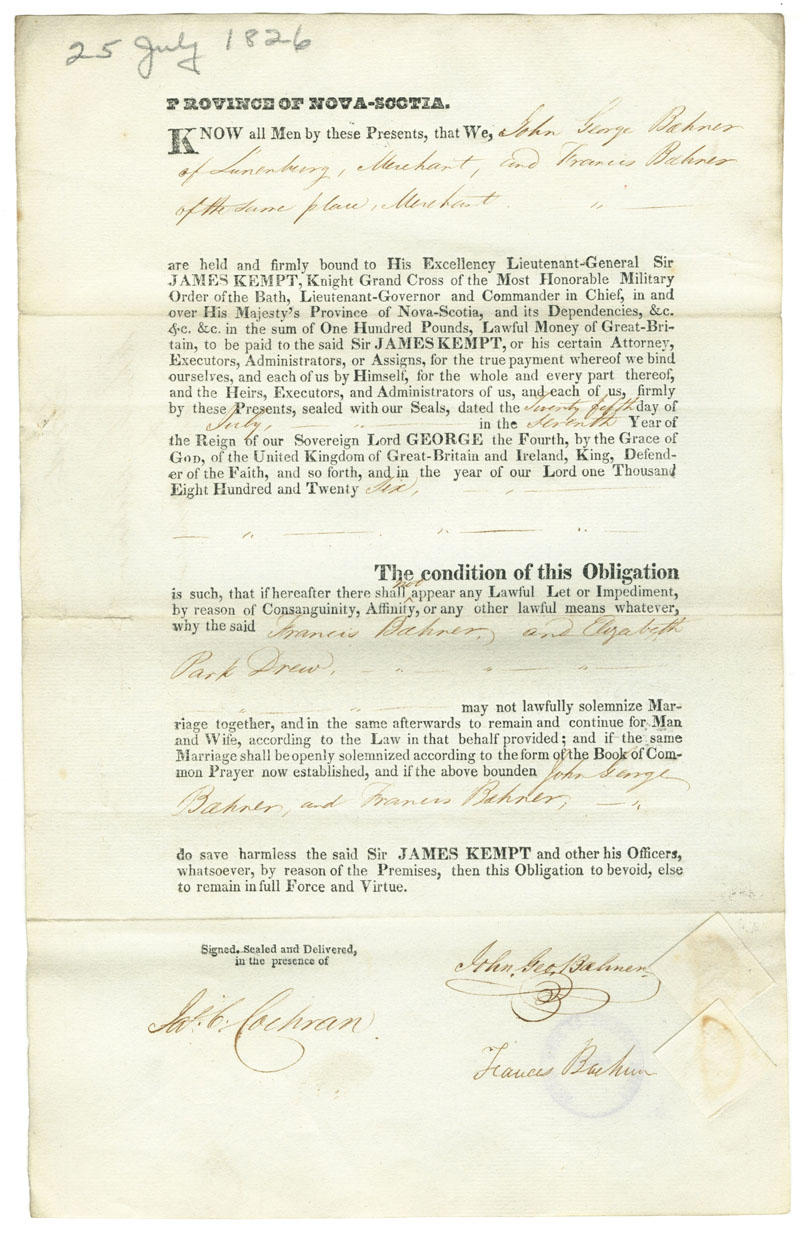 25 July 1826
PROVINCE OF NOVA-SCOTIA.
KNOW all Men by these Presents, that We, John George Bæhner
of Lunenburg, Merchant, and Francis Bæhner
of the same place, Merchant. " —
are held and firmly bound to His Excellency Lieutenant-General Sir
JAMES KEMPT, Knight Grand Cross of the Most Honorable Military
Order of the Bath, Lieutenant-Governor and Commander in Chief, in and
over His Majesty's Province of Nova-Scotia, and its Dependencies, &c.
&c. &c. in the sum of One Hundred Pounds, Lawful Money of Great-Bri-
tain, to be paid to the said Sir JAMES KEMPT, or his certain Attorney,
Executors, Administrators, or Assigns, for the true payment whereof we bind
ourselves, and each of us by Himself, for the whole and every part thereof,
and the Heirs, Executors, and Administrators of us, and each of us, firmly
by these Presents, sealed with our Seals, dated the Twenty fifth day of
July, — " — in the Seventh Year of
the Reign of our Sovereign Lord GEORGE the Fourth, by the Grace of
GOD, of the United Kingdom of Great-Britain and Ireland, King, Defend-
er of the Faith, and so forth, and in the year of our Lord one Thousand
Eight Hundred and Twenty Six, — " —
— " — " — " —
The condition of this Obligation
is such, that if hereafter there shall not appear any Lawful Let or Impediment,
by reason of Consanguinity, Affinity, or any other lawful means whatever,
why the said Francis Bæhner, and Elizabeth
Park Drew, " — " — " —
— " — " — may not lawfully solemnize Mar-
riage together, and in the same afterwards to remain and continue for Man
and Wife, according to the Law in that behalf provided; and if the same
Marriage shall be openly solemnized according to the form of the Book of Com-
mon Prayer now established, and if the above bounden John George
Bæhner, and Francis Bæhner, — "
do save harmless the said Sir JAMES KEMPT and other his Officers,
whatsoever, by reason of the Premises, then this Obligation to be void, else
to remain in full Force and Virtue.
Signed, Sealed and Delivered,
in the presence of
John Geo. Bæhner
Jas. C. Cochran
Francis Bæhner